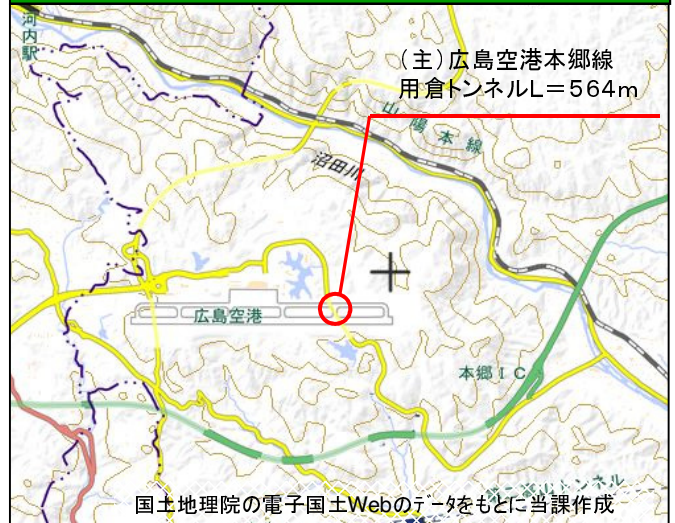 河内駅
（主）広島空港本郷線
用倉トンネルL＝564m
山陽本線
沼田川
広島空港
本郷IC
トンネル
国土地理院の電子国土Webのデータをもとに当課作成